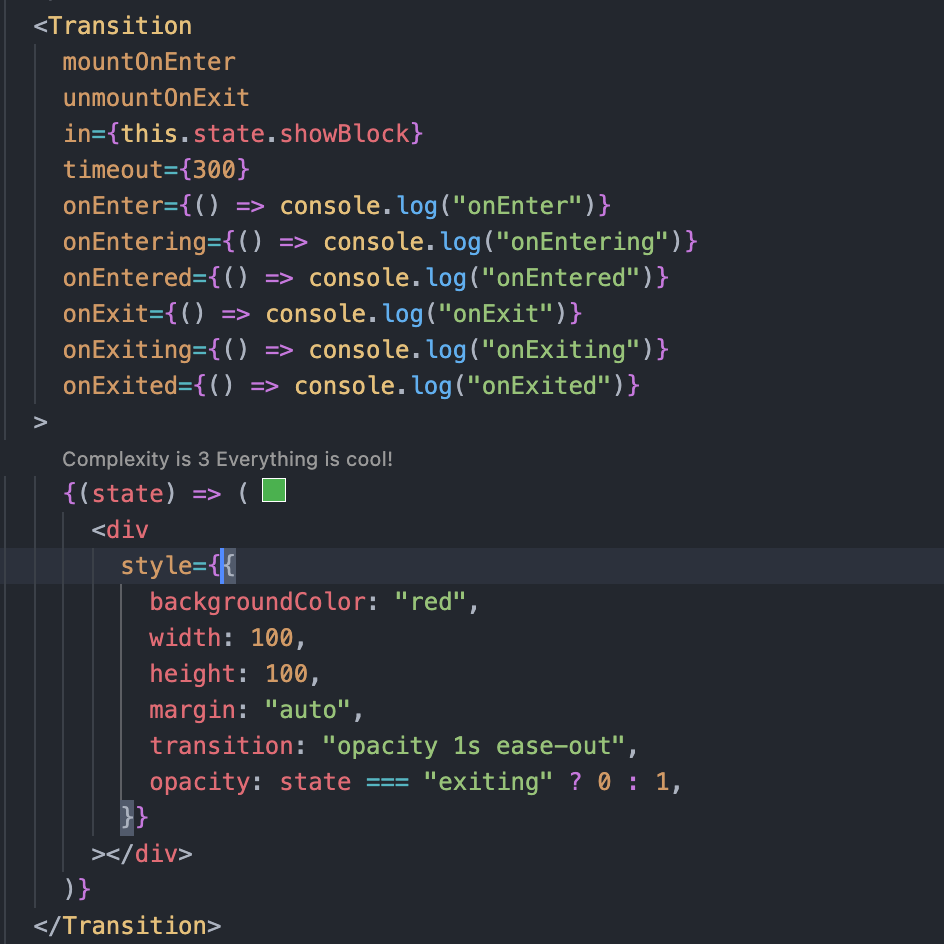 <Transition
mountOnEnter
unmountOnExit
in={this.state.showBlock}
timeout={300}
onEnter={() => console.log("onEnter")}
onEntering={() => console.log("onEntering")}
onEntered={() => console.log("onEntered")}
onExit={() => console.log("onExit")}
onExiting={() => console.log("onExiting")}
onExited={() => console.log("onExited")}
>
Complexity is 3 Everything is cool!
{(state) => (
<div
style={{
backgroundColor: "red",
width: 100,
height: 100,
margin: "auto",
transition: "opacity 1s ease-out",
opacity: state === "exiting" ? 0 : 1,
}}
></div>
)}
</Transition>